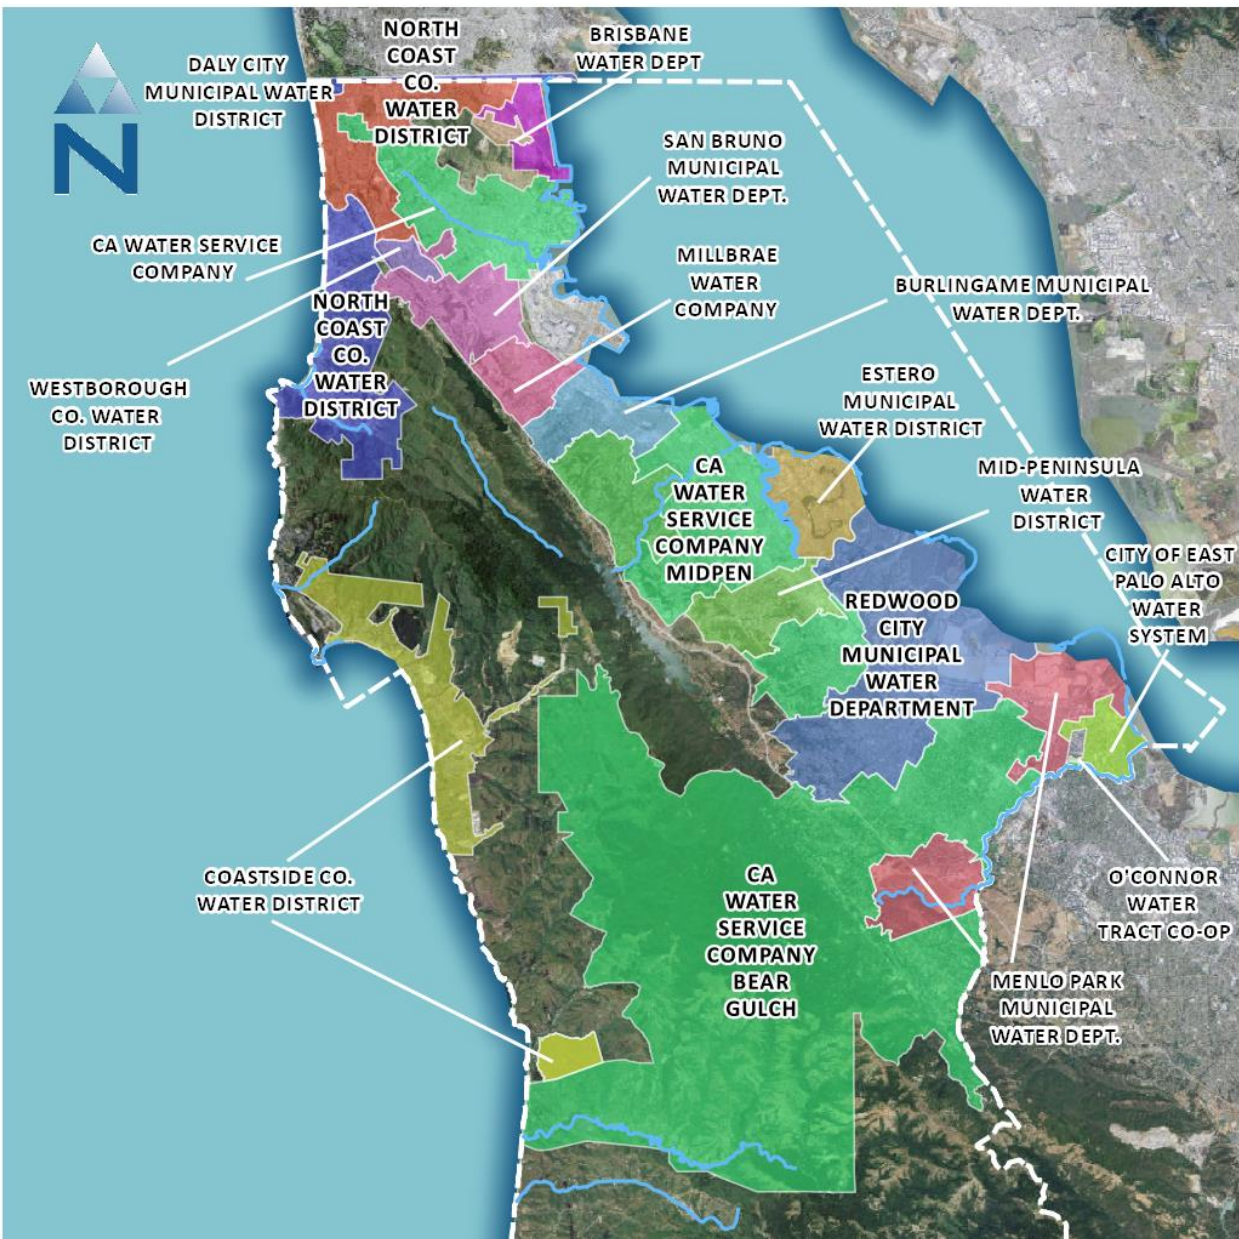 NORTH
COAST
CO.
WATER
DISTRICT
BRISBANE
WATER DEPT
DALY CITY
MUNICIPAL WATER
DISTRICT
N
SAN BRUNO
MUNICIPAL
WATER DEPT.
CA WATER SERVICE
COMPANY
MILLBRAE
WATER
COMPANY
BURLINGAME MUNICIPAL
WATER DEPT.
NORTH
COAST
CO.
WATER
DISTRICT
WESTBOROUGH
CO. WATER
DISTRICT
ESTERO
MUNICIPAL
WATER DISTRICT
CA
WATER
SERVICE
COMPANY
MIDPEN
MID-PENINSULA
WATER
DISTRICT
CITY OF EAST
PALO ALTO
WATER
SYSTEM
REDWOOD
CITY
MUNICIPAL
WATER
DEPARTMENT
COASTSIDE CO.
WATER DISTRICT
CA
WATER
SERVICE
COMPANY
BEAR
GULCH
O'CONNOR
WATER
TRACT CO-OP
MENLO PARK
MUNICIPAL
WATER DEPT.